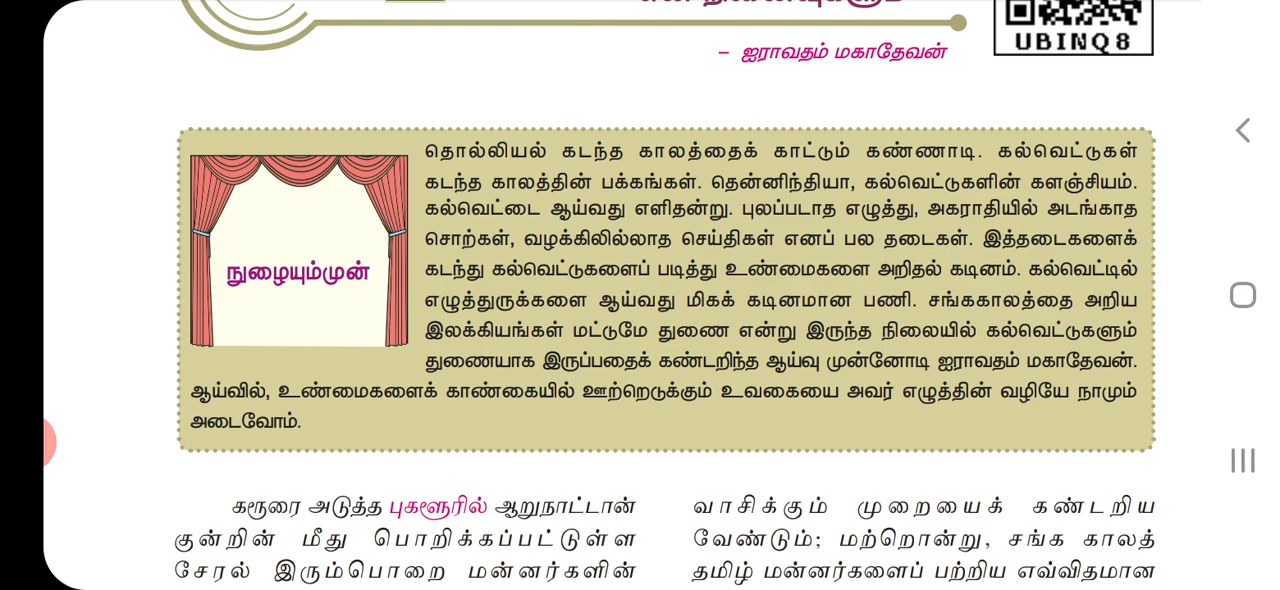 என் நினைவுகளும்
UBINQ8
– ஐராவதம் மகாதேவன்
தொல்லியல் கடந்த காலத்தைக் காட்டும் கண்ணாடி. கல்வெட்டுகள்
கடந்த காலத்தின் பக்கங்கள். தென்னிந்தியா, கல்வெட்டுகளின் களஞ்சியம்.
கல்வெட்டை ஆய்வது எளிதன்று. புலப்படாத எழுத்து, அகராதியில் அடங்காத
சொற்கள், வழக்கிலில்லாத செய்திகள் எனப் பல தடைகள். இத்தடைகளைக்
கடந்து கல்வெட்டுகளைப் படித்து உண்மைகளை அறிதல் கடினம். கல்வெட்டில்
எழுத்துருக்களை ஆய்வது மிகக் கடினமான பணி. சங்ககாலத்தை அறிய
இலக்கியங்கள் மட்டுமே துணை என்று இருந்த நிலையில் கல்வெட்டுகளும்
துணையாக இருப்பதைக் கண்டறிந்த ஆய்வு முன்னோடி ஐராவதம் மகாதேவன்.
ஆய்வில், உண்மைகளைக் காண்கையில் ஊற்றெடுக்கும் உவகையை அவர் எழுத்தின் வழியே நாமும்
அடைவோம்.
நுழையும்முன்
கரூரை அடுத்த புகளூரில் ஆறுநாட்டான்
குன்றின் மீது பொறிக்கப்பட்டுள்ள
சேரல் இரும்பொறை மன்னர்களின்
வாசிக்கும் முறையைக் கண்டறிய
வேண்டும்; மற்றொன்று, சங்க காலத்
தமிழ் மன்னர்களைப் பற்றிய எவ்விதமான